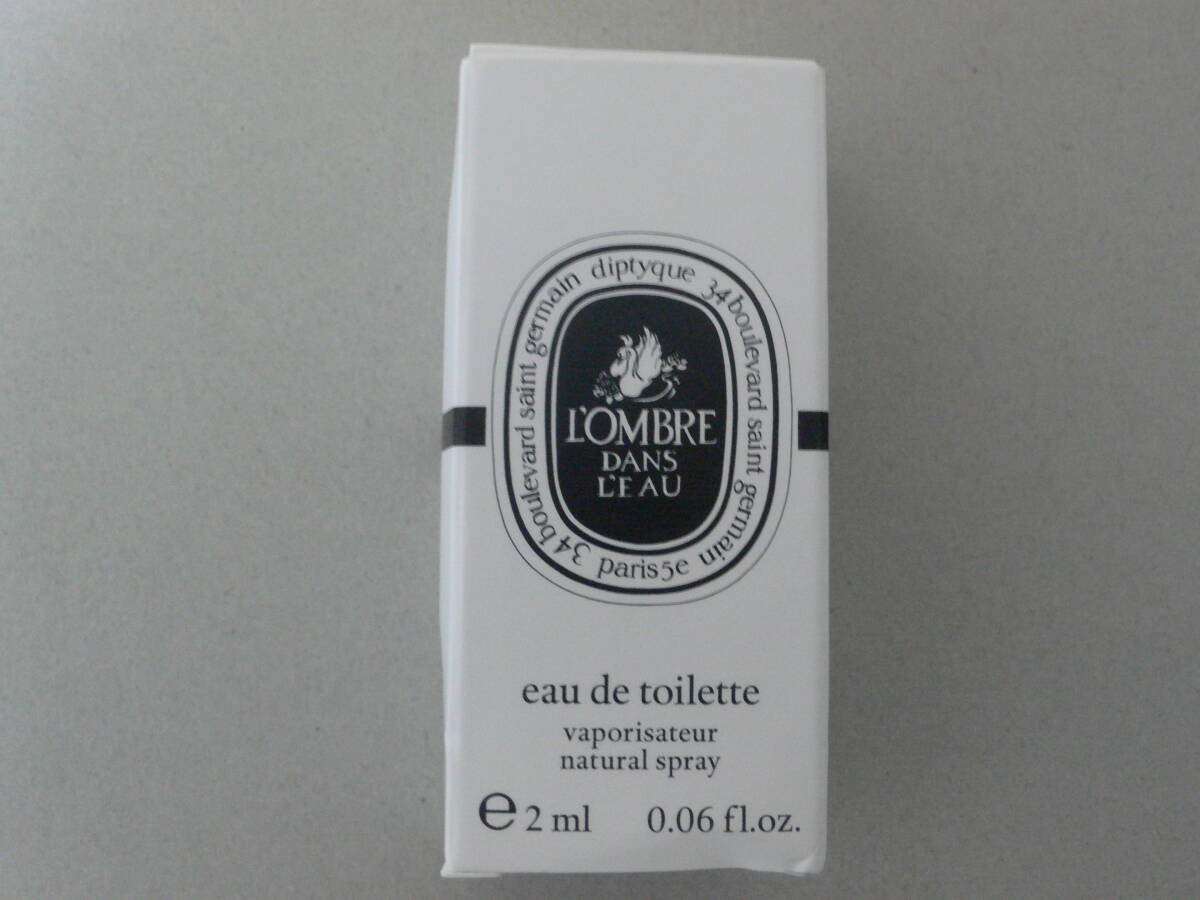 diptyque 34 boulevard saint germain paris5e 34 boulevard saint germain
L'OMBRE
DANS
L'EAU
eau de toilette
vaporisateur
natural spray
e 2 ml 0.06 fl.oz.